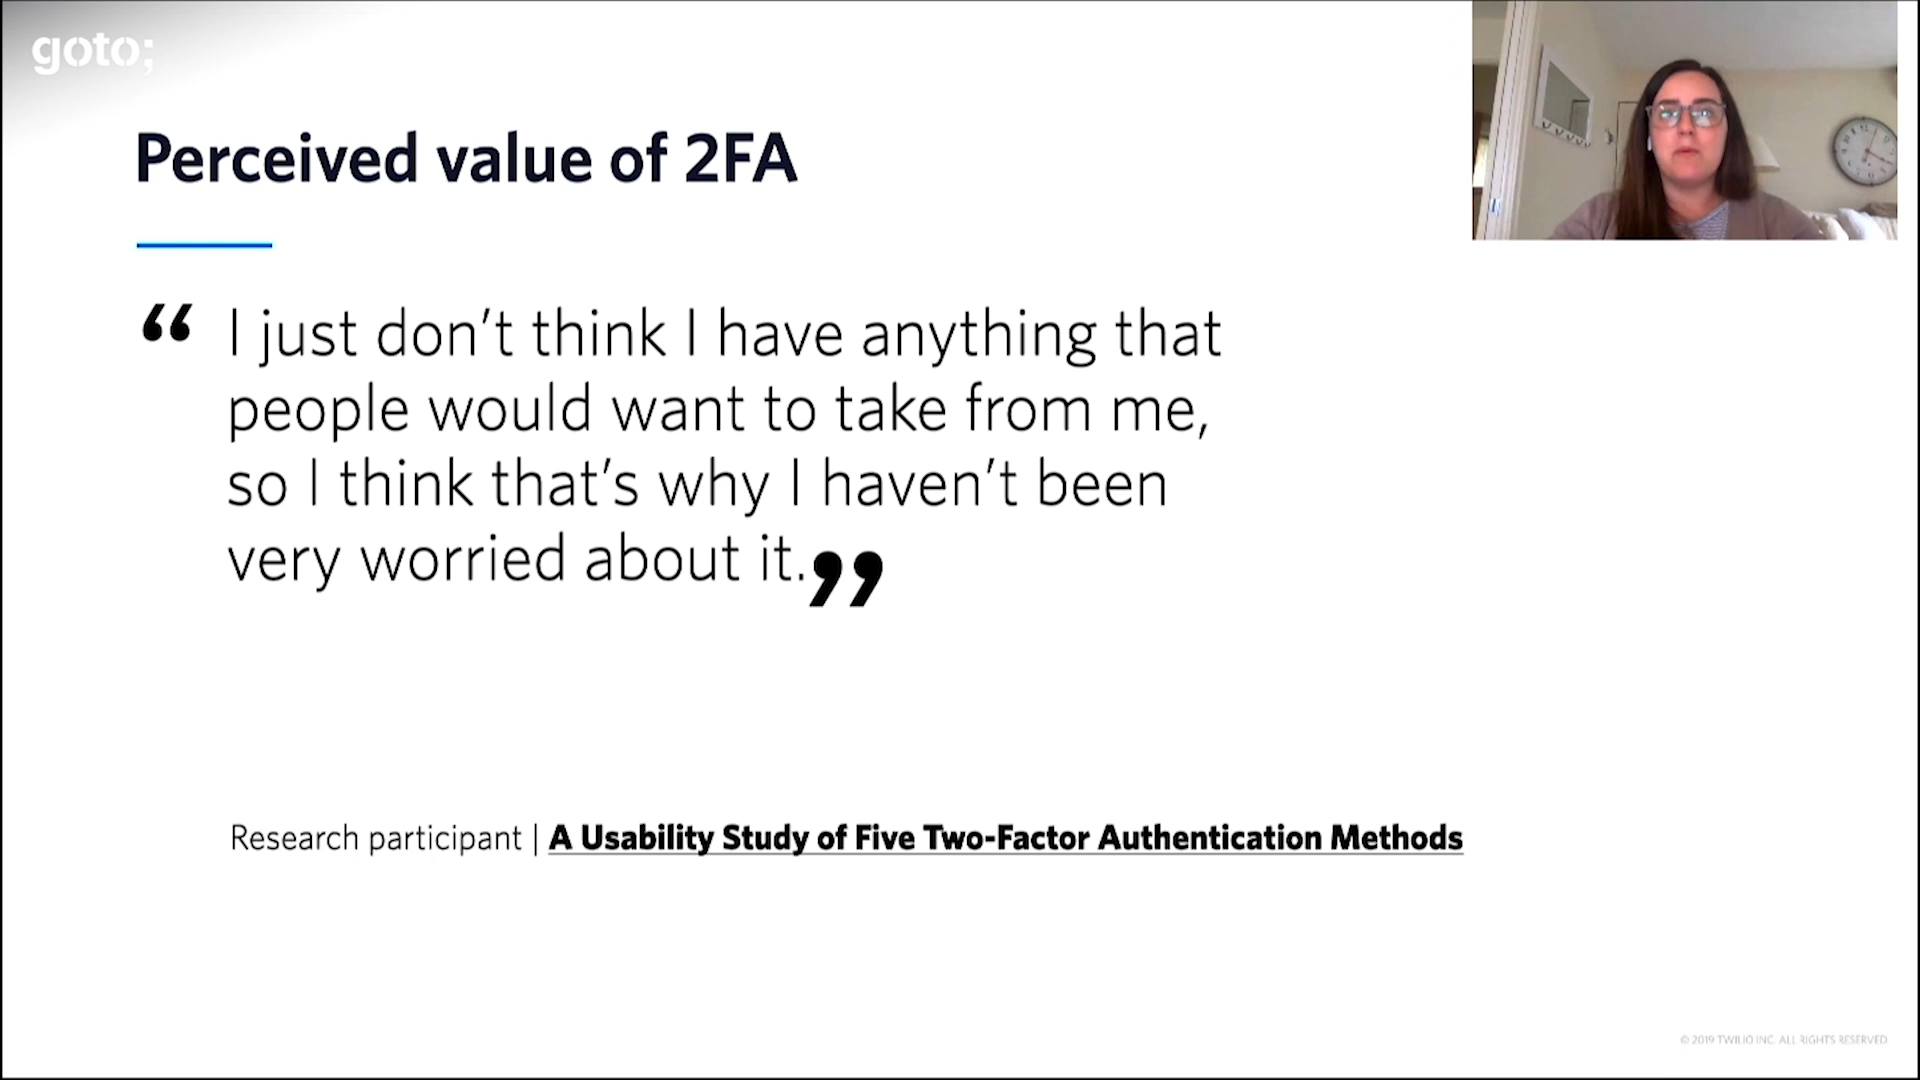 goto;
Perceived value of 2FA
“ I just don’t think I have anything that
people would want to take from me,
so I think that’s why I haven’t been
very worried about it.”
Research participant | A Usability Study of Five Two-Factor Authentication Methods
© 2019 TWILIO INC. ALL RIGHTS RESERVED